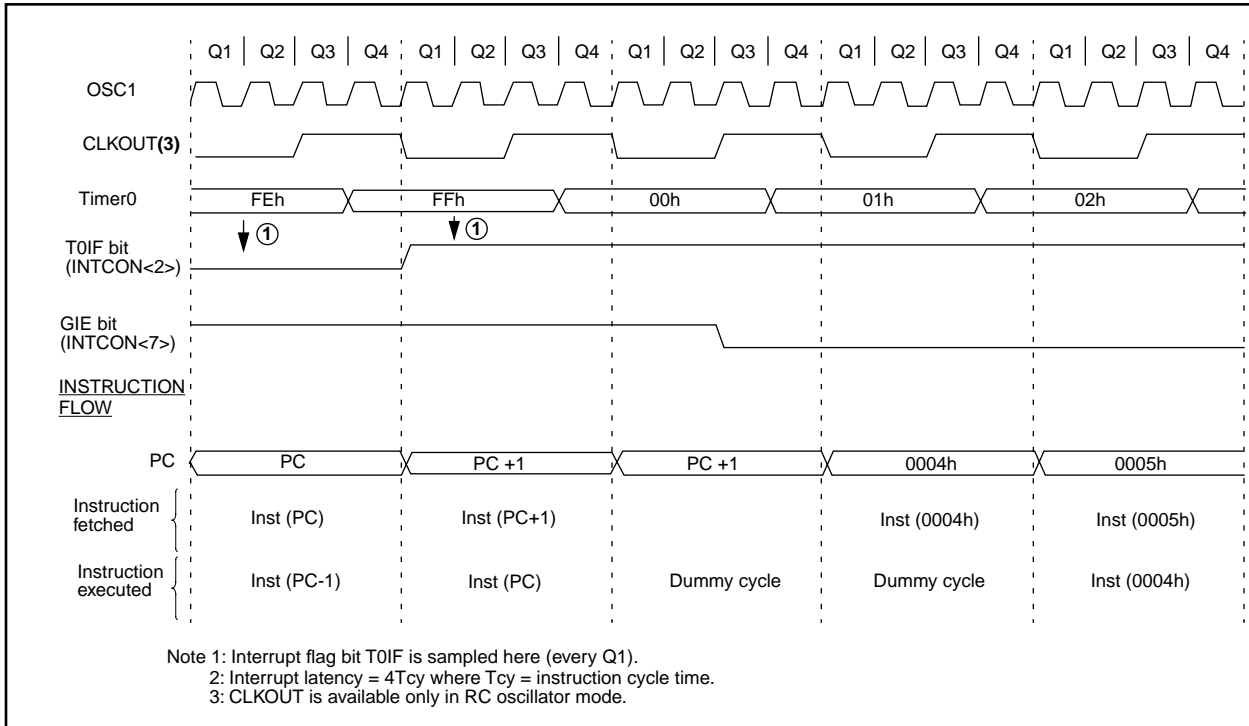 Q1 Q2 Q3 Q4 Q1 Q2 Q3 Q4 Q1 Q2 Q3 Q4 Q1 Q2 Q3 Q4 Q1 Q2 Q3 Q4
OSC1
CLKOUT(3)
Timer0 FEh FFh 00h 01h 02h
1 1
T0IF bit
(INTCON<2>)
GIE bit
(INTCON<7>)
INSTRUCTION
FLOW
PC PC PC +1 PC +1 0004h 0005h
Instruction
fetched
Inst (PC) Inst (PC+1) Inst (0004h) Inst (0005h)
Instruction
executed
Inst (PC-1) Inst (PC) Dummy cycle Dummy cycle Inst (0004h)
Note 1: Interrupt flag bit T0IF is sampled here (every Q1).
2: Interrupt latency = 4Tcy where Tcy = instruction cycle time.
3: CLKOUT is available only in RC oscillator mode.